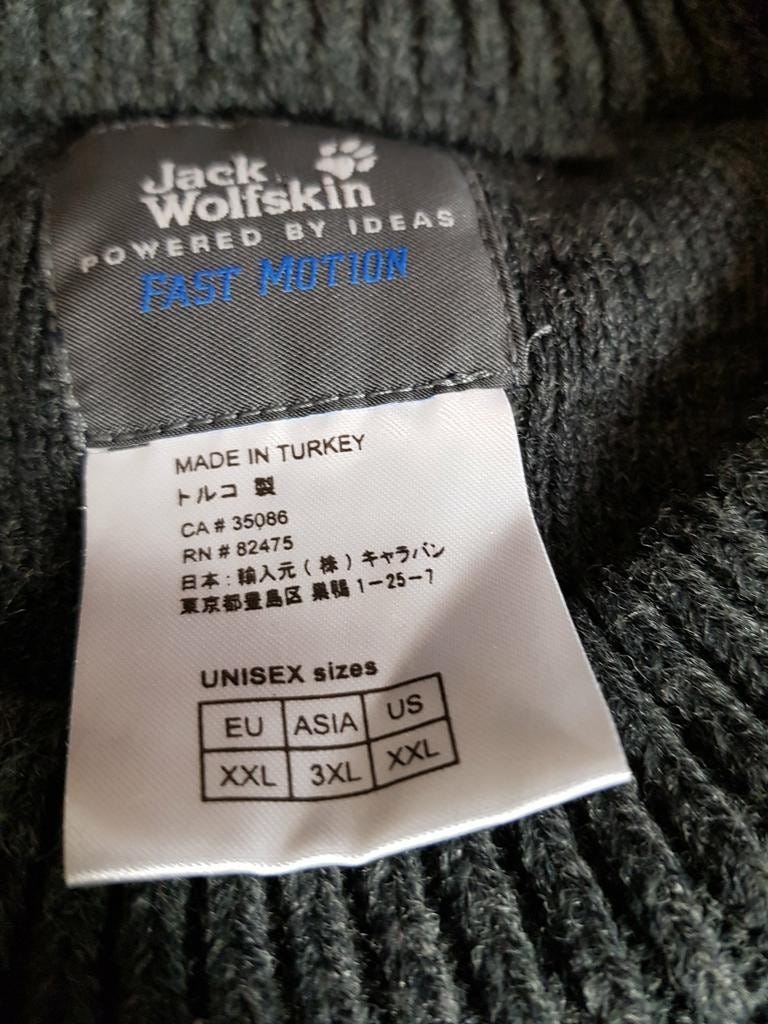 Jack
Wolfskin
POWERED BY IDEAS
FAST MOTION
MADE IN TURKEY
トルコ 製
CA # 35086
RN # 82475
日本 : 輸入元 ( 株 ) キャラバン
東京都豊島区 巣鴨 1-25-7
UNISEX sizes
EU ASIA US
XXL 3XL XXL